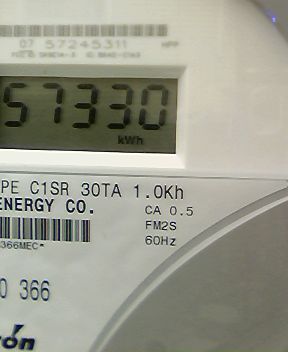 07 57245311
57330
kWh
PE C1SR 30TA 1.0Kh
ENERGY CO.
CA 0.5
FM2S
60Hz
366MEC*
0 366
rón